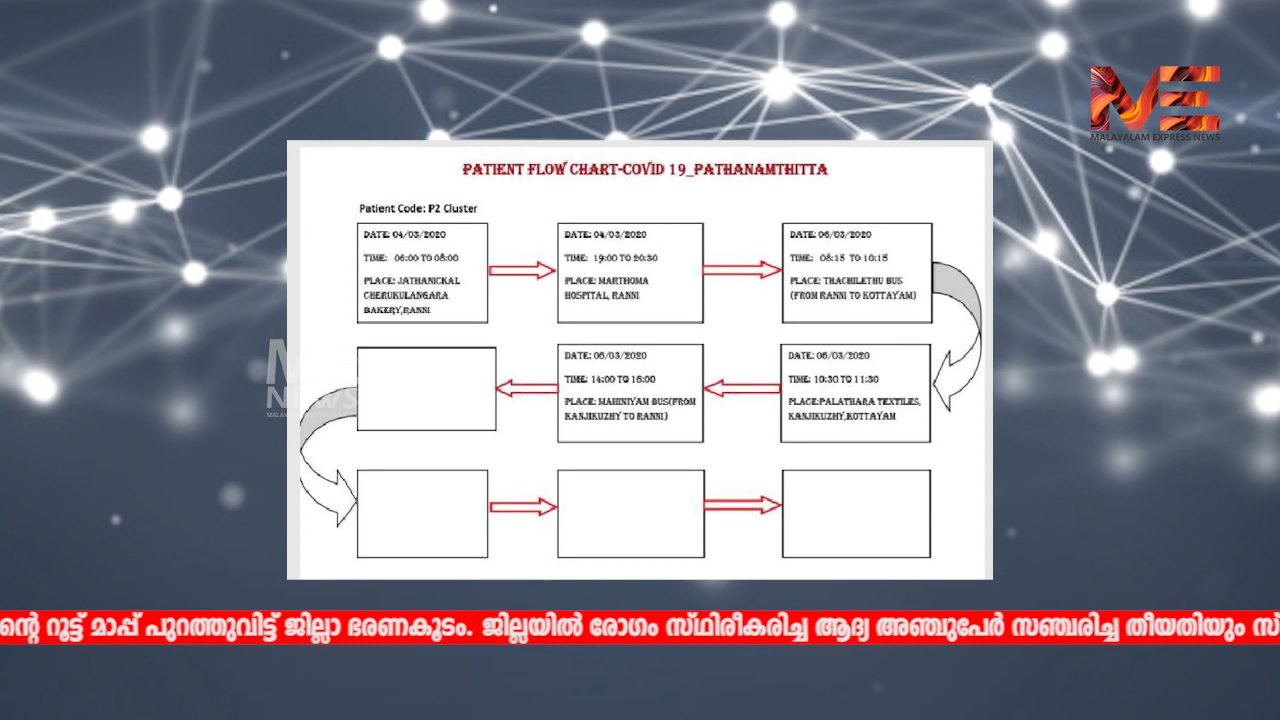 MALAYALAM EXPRESS NEWS
PATIENT FLOW CHART-COVID 19_PATHANAMTHITTA
Patient Code: P2 Cluster
DATE: 04/03/2020
TIME: 06:00 TO 08:00
PLACE: JATHANICKAL
CHERUKULANGARA
BAKERY,RANNI
DATE: 04/03/2020
TIME: 19:00 TO 20:30
PLACE: MARTHOMA
HOSPITAL, RANNI
DATE: 06/03/2020
TIME: 08:15 TO 10:15
PLACE: THACHILETHU BUS
(FROM RANNI TO KOTTAYAM)
DATE: 06/03/2020
TIME: 10:30 TO 11:30
PLACE:PALATHARA TEXTILES,
KANJIKUZHY,KOTTAYAM
DATE: 06/03/2020
TIME: 14:00 TO 16:00
PLACE: MAHINIYAM BUS(FROM
KANJIKUZHY TO RANNI)
NEWS
ന്റെ റൂട്ട് മാപ്പ് പുറത്തുവിട്ട് ജില്ലാ ഭരണകൂടം. ജില്ലയിൽ രോഗം സ്ഥിരീകരിച്ച ആദ്യ അഞ്ചുപേർ സഞ്ചരിച്ച തീയതിയും